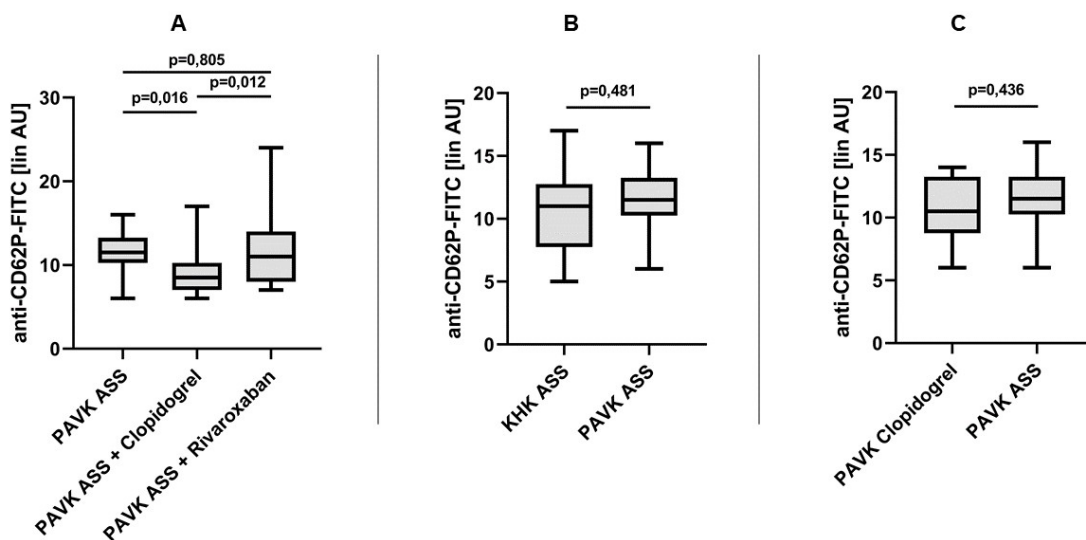 A
p=0,805
p=0,016
p=0,012
anti-CD62P-FITC [lin AU]
30
20
10
0
PAVK ASS
PAVK ASS + Clopidogrel
PAVK ASS + Rivaroxaban
B
p=0,481
anti-CD62P-FITC [lin AU]
20
15
10
5
0
KHK ASS
PAVK ASS
C
p=0,436
anti-CD62P-FITC [lin AU]
20
15
10
5
0
PAVK Clopidogrel
PAVK ASS